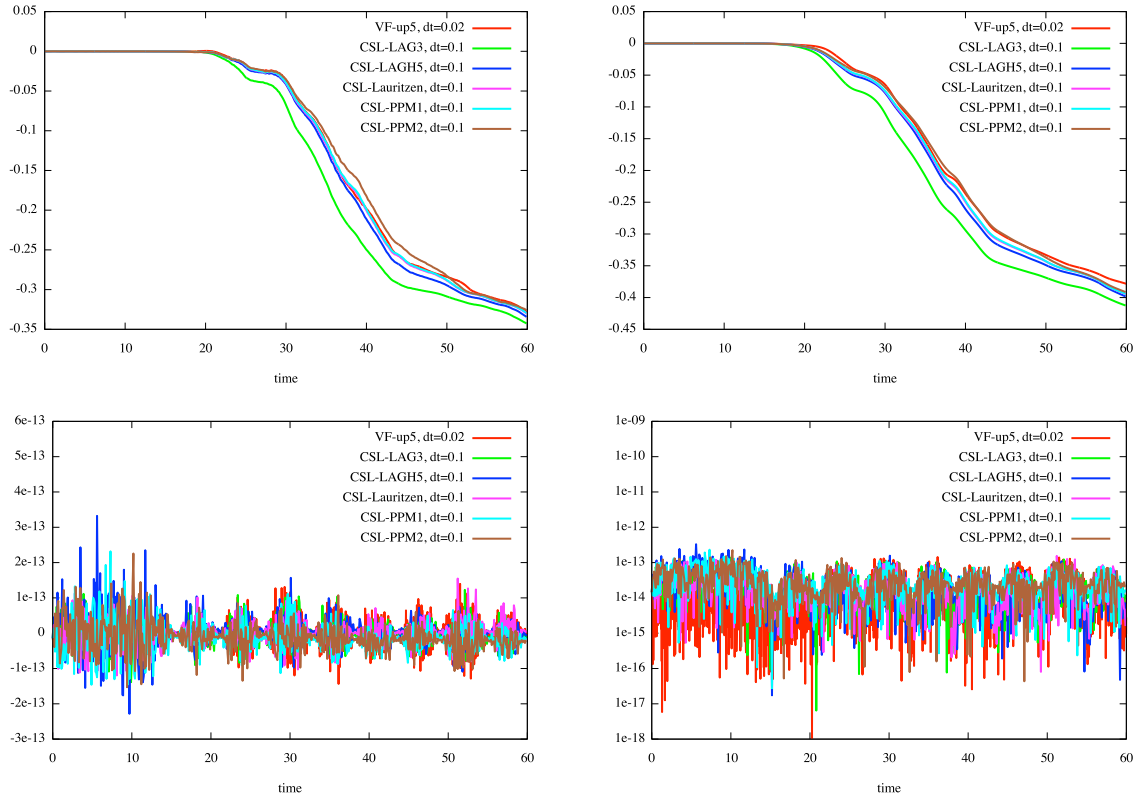 0.05
0
-0.05
-0.1
-0.15
-0.2
-0.25
-0.3
-0.35
0 10 20 30 40 50 60
time
VF-up5, dt=0.02
CSL-LAG3, dt=0.1
CSL-LAGH5, dt=0.1
CSL-Lauritzen, dt=0.1
CSL-PPM1, dt=0.1
CSL-PPM2, dt=0.1
0.05
0
-0.05
-0.1
-0.15
-0.2
-0.25
-0.3
-0.35
-0.4
-0.45
0 10 20 30 40 50 60
time
VF-up5, dt=0.02
CSL-LAG3, dt=0.1
CSL-LAGH5, dt=0.1
CSL-Lauritzen, dt=0.1
CSL-PPM1, dt=0.1
CSL-PPM2, dt=0.1
6e-13
5e-13
4e-13
3e-13
2e-13
1e-13
0
-1e-13
-2e-13
-3e-13
0 10 20 30 40 50 60
time
VF-up5, dt=0.02
CSL-LAG3, dt=0.1
CSL-LAGH5, dt=0.1
CSL-Lauritzen, dt=0.1
CSL-PPM1, dt=0.1
CSL-PPM2, dt=0.1
1e-09
1e-10
1e-11
1e-12
1e-13
1e-14
1e-15
1e-16
1e-17
1e-18
0 10 20 30 40 50 60
time
VF-up5, dt=0.02
CSL-LAG3, dt=0.1
CSL-LAGH5, dt=0.1
CSL-Lauritzen, dt=0.1
CSL-PPM1, dt=0.1
CSL-PPM2, dt=0.1